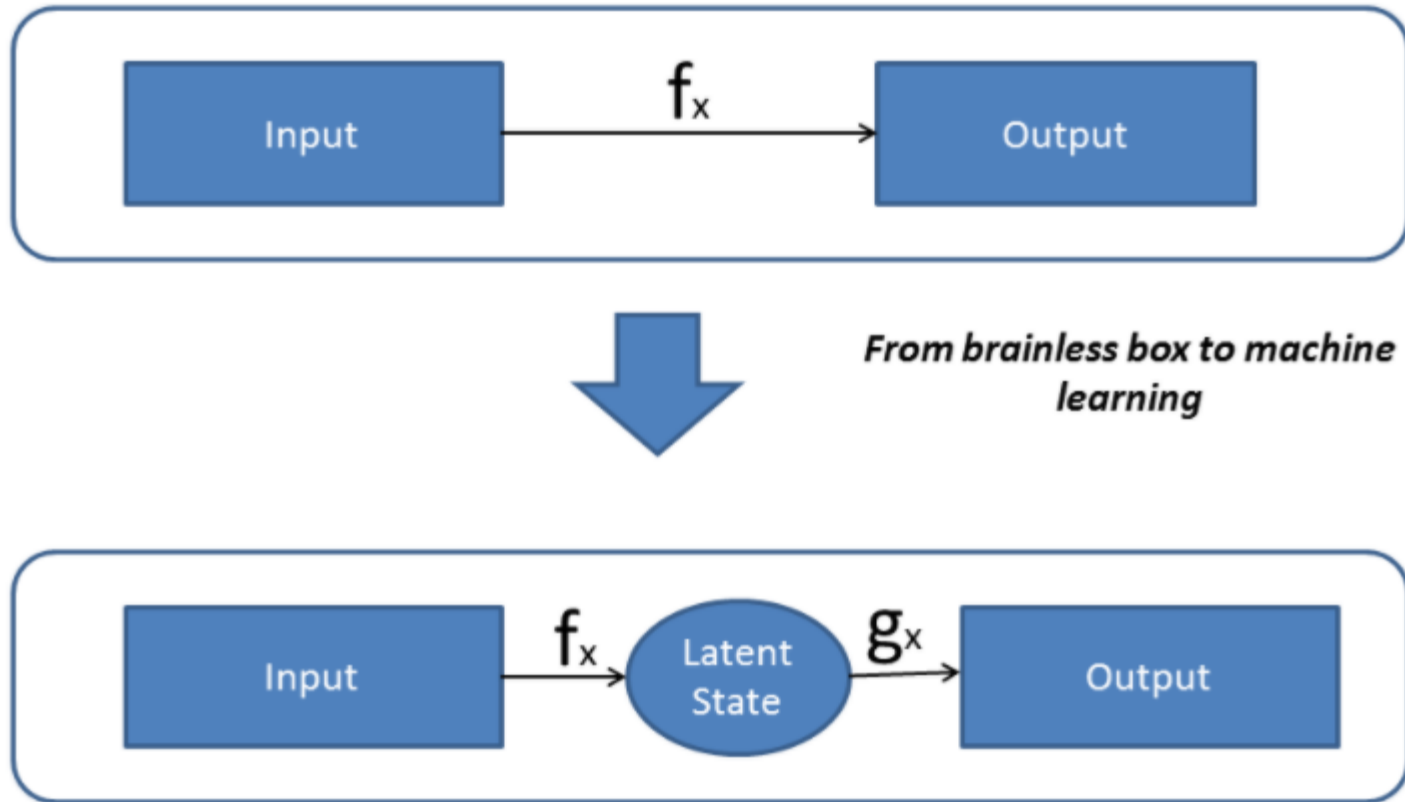 fx
Input
Output
From brainless box to machine
learning
fx
gx
Input
Latent
State
Output